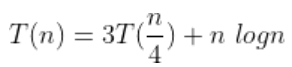 T(n) = 3T(n/4) + n logn